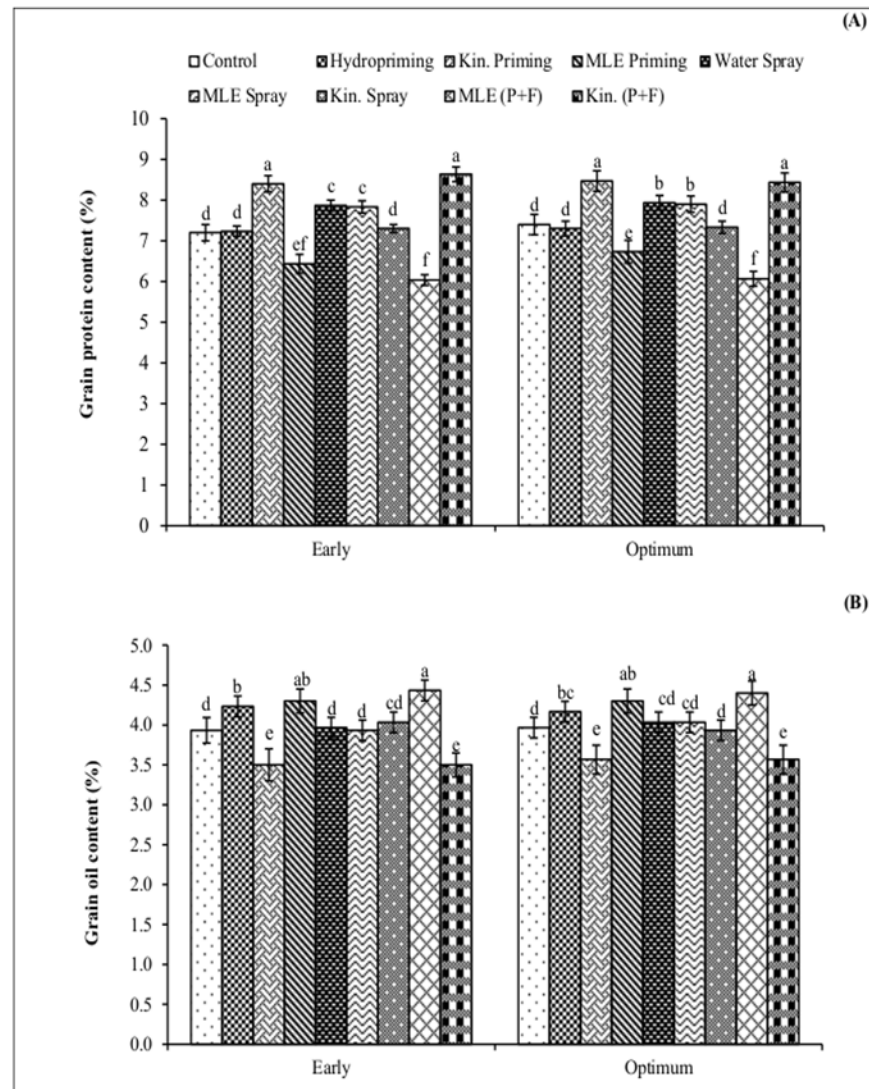 (A)
Control Hydropriming Kin. Priming MLE Priming Water Spray
MLE Spray Kin. Spray MLE (P+F) Kin. (P+F)
Grain protein content (%)
10
9
8
7
6
5
4
3
2
1
0
d d a ef c c d f a
d d a e b b d f a
Early Optimum
(B)
Grain oil content (%)
5.0
4.5
4.0
3.5
3.0
2.5
2.0
1.5
1.0
0.5
0.0
d b e ab d d cd a e
d bc e ab cd cd d a e
Early Optimum